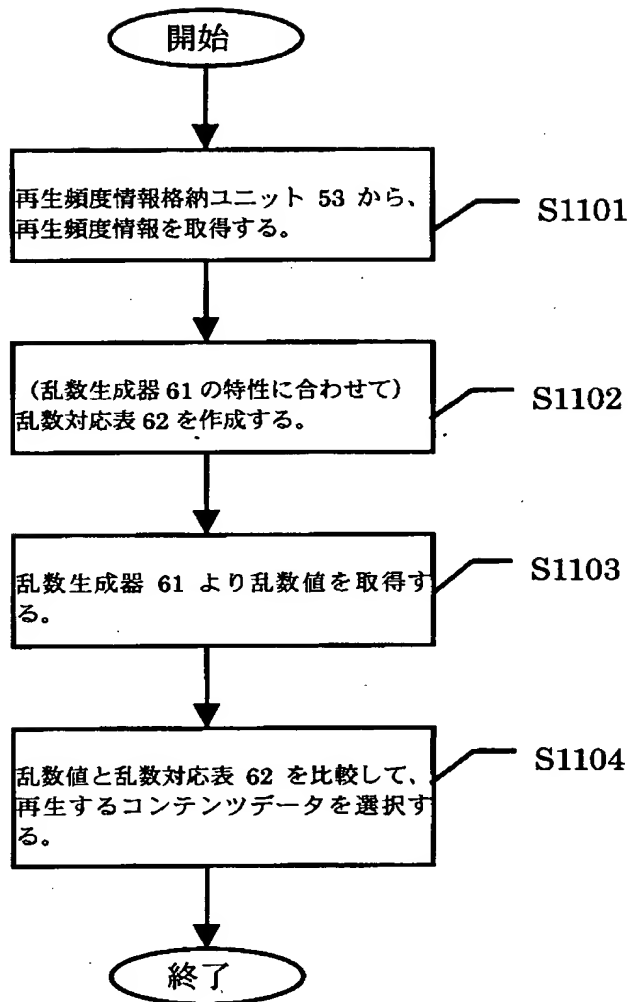 開始
再生頻度情報格納ユニット 53 から、
再生頻度情報を取得する。
S1101
（乱数生成器 61 の特性に合わせて）
乱数対応表 62 を作成する。
S1102
乱数生成器 61 より乱数値を取得す
る。
S1103
乱数値と乱数対応表 62 を比較して、
再生するコンテンツデータを選択す
る。
S1104
終了